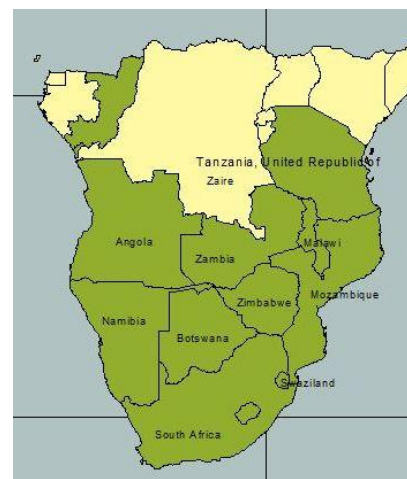 Tanzania, United Republic of
Zaire
Angola
Malawi
Zambia
Mozambique
Zimbabwe
Namibia
Botswana
Swaziland
South Africa